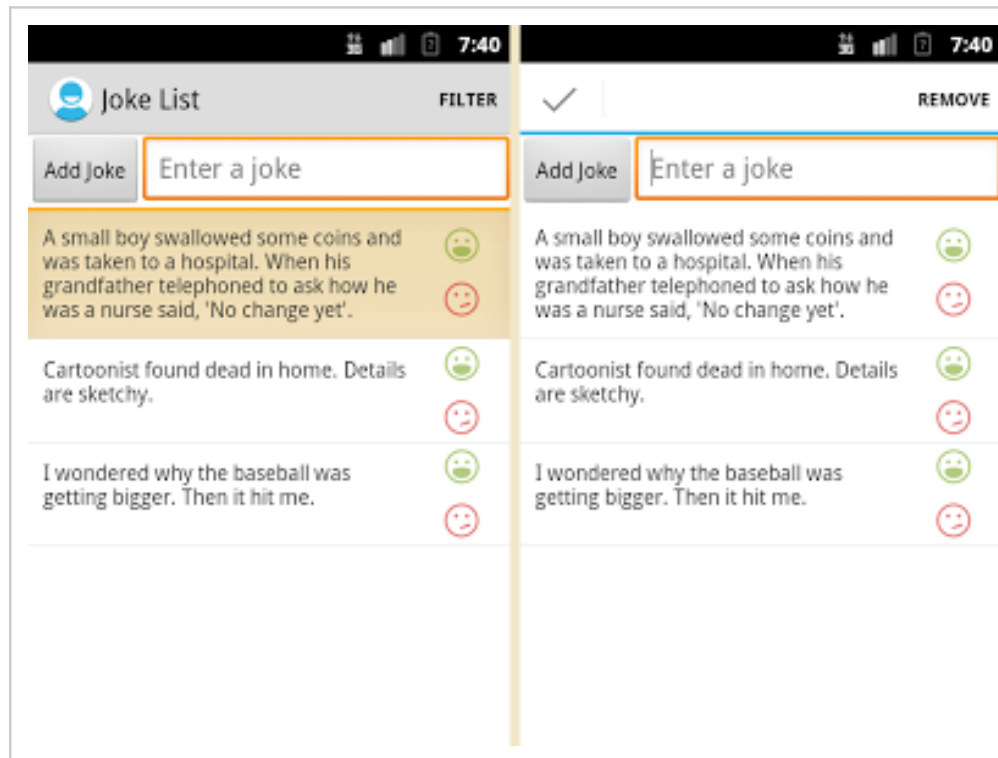 7:40
Joke List
FILTER
Add Joke
Enter a joke
A small boy swallowed some coins and
was taken to a hospital. When his
grandfather telephoned to ask how he
was a nurse said, 'No change yet'.
Cartoonist found dead in home. Details
are sketchy.
I wondered why the baseball was
getting bigger. Then it hit me.
7:40
REMOVE
Add Joke
Enter a joke
A small boy swallowed some coins and
was taken to a hospital. When his
grandfather telephoned to ask how he
was a nurse said, 'No change yet'.
Cartoonist found dead in home. Details
are sketchy.
I wondered why the baseball was
getting bigger. Then it hit me.